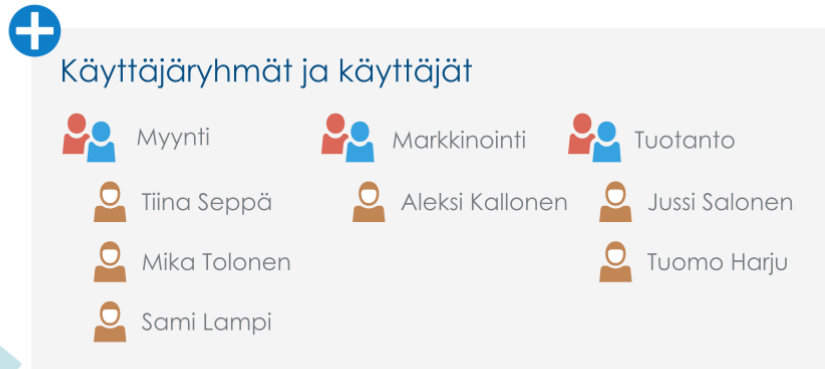 Käyttäjäryhmät ja käyttäjät
Myynti
Tiina Seppä
Mika Tolonen
Sami Lampi
Markkinointi
Aleksi Kallonen
Tuotanto
Jussi Salonen
Tuomo Harju